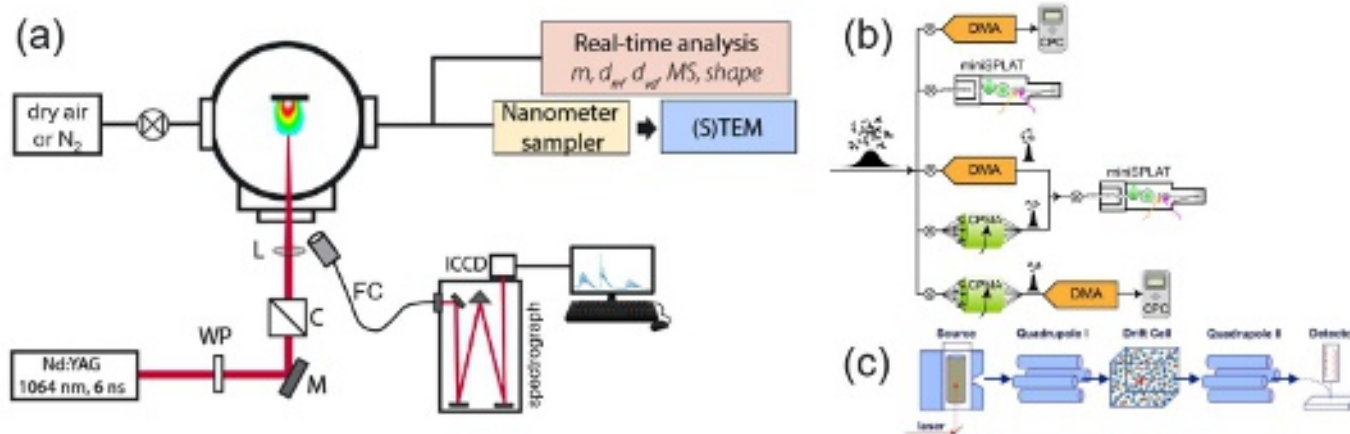 (a)
dry air
or N₂
Real-time analysis
m, d, d, MS, shape
Nanometer
sampler
(S)TEM
L
FC
ICCD
spectrograph
C
WP
M
Nd:YAG
1064 nm, 6 ns
(b)
DMA
CPC
miniSPLAT
DMA
miniSPLAT
CPMA
CPMA
DMA
CPC
(c)
Source
Quadrupole I
Drift Cell
Quadrupole II
Detector
laser